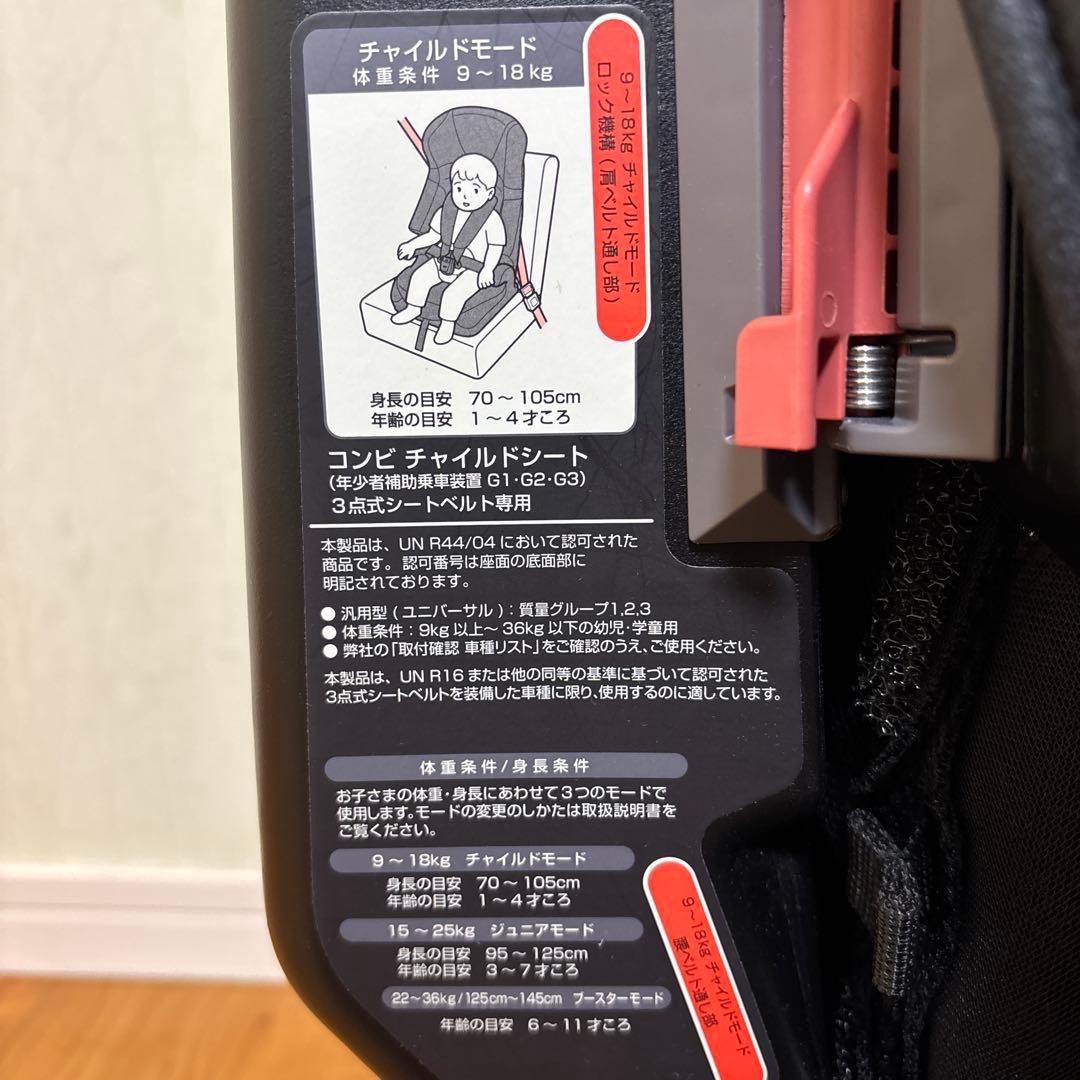 チャイルドモード
体重条件 9～18kg
9～18kg チャイルドモード
ロック機構(肩ベルト通し部)
身長の目安 70～105cm
年齢の目安 1～4才ころ
コンビ チャイルドシート
(年少者補助乗車装置 G1・G2・G3)
3点式シートベルト専用
本製品は、UN R44/04 において認可された
商品です。認可番号は座面の底面部に
明記されております。
● 汎用型(ユニバーサル):質量グループ1,2,3
● 体重条件:9kg以上～36kg以下の幼児・学童用
● 弊社の「取付確認 車種リスト」をご確認のうえ、ご使用ください。
本製品は、UN R16 または他の同等の基準に基づいて認可された
3点式シートベルトを装備した車種に限り、使用するのに適しています。
体重条件/身長条件
お子さまの体重・身長にあわせて3つのモードで
使用します。モードの変更のしかたは取扱説明書を
ご覧ください。
9～18kg チャイルドモード
身長の目安 70～105cm
年齢の目安 1～4才ころ
15～25kg ジュニアモード
身長の目安 95～125cm
年齢の目安 3～7才ころ
22～36kg/125cm～145cm ブースターモード
年齢の目安 6～11才ころ
9～18kg チャイルドモード
腰ベルト通し部